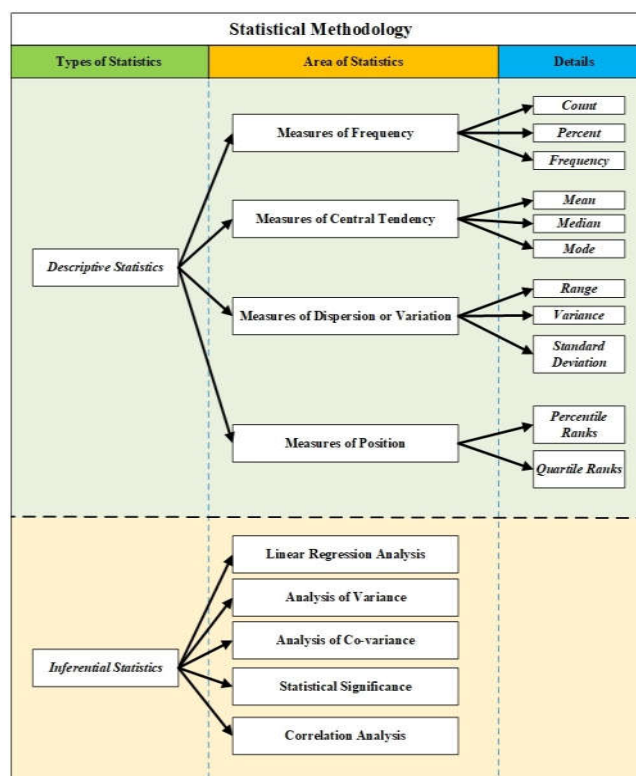 Statistical Methodology
Types of Statistics
Area of Statistics
Details
Descriptive Statistics
Measures of Frequency
Count
Percent
Frequency
Measures of Central Tendency
Mean
Median
Mode
Measures of Dispersion or Variation
Range
Variance
Standard
Deviation
Measures of Position
Percentile
Ranks
Quartile Ranks
Inferential Statistics
Linear Regression Analysis
Analysis of Variance
Analysis of Co-variance
Statistical Significance
Correlation Analysis